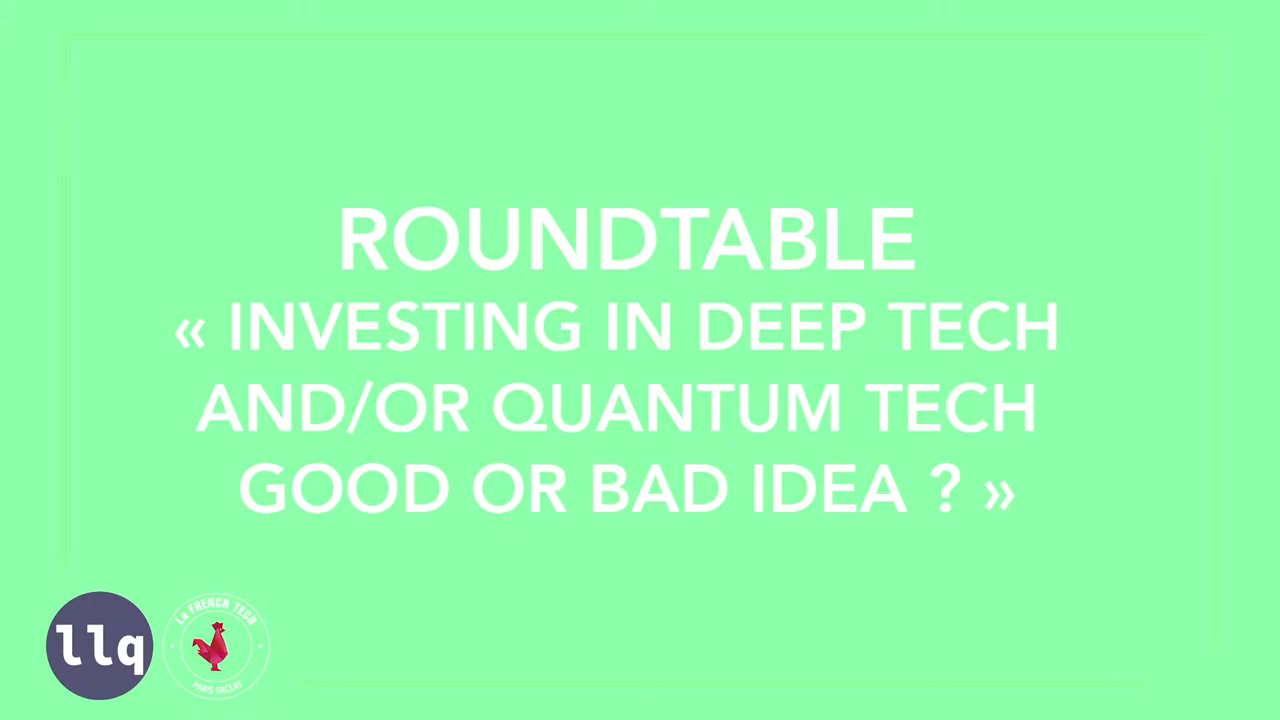 ROUNDTABLE
« INVESTING IN DEEP TECH
AND/OR QUANTUM TECH
GOOD OR BAD IDEA ? »
llq
La FRENCH TECH
PARIS SACLAY